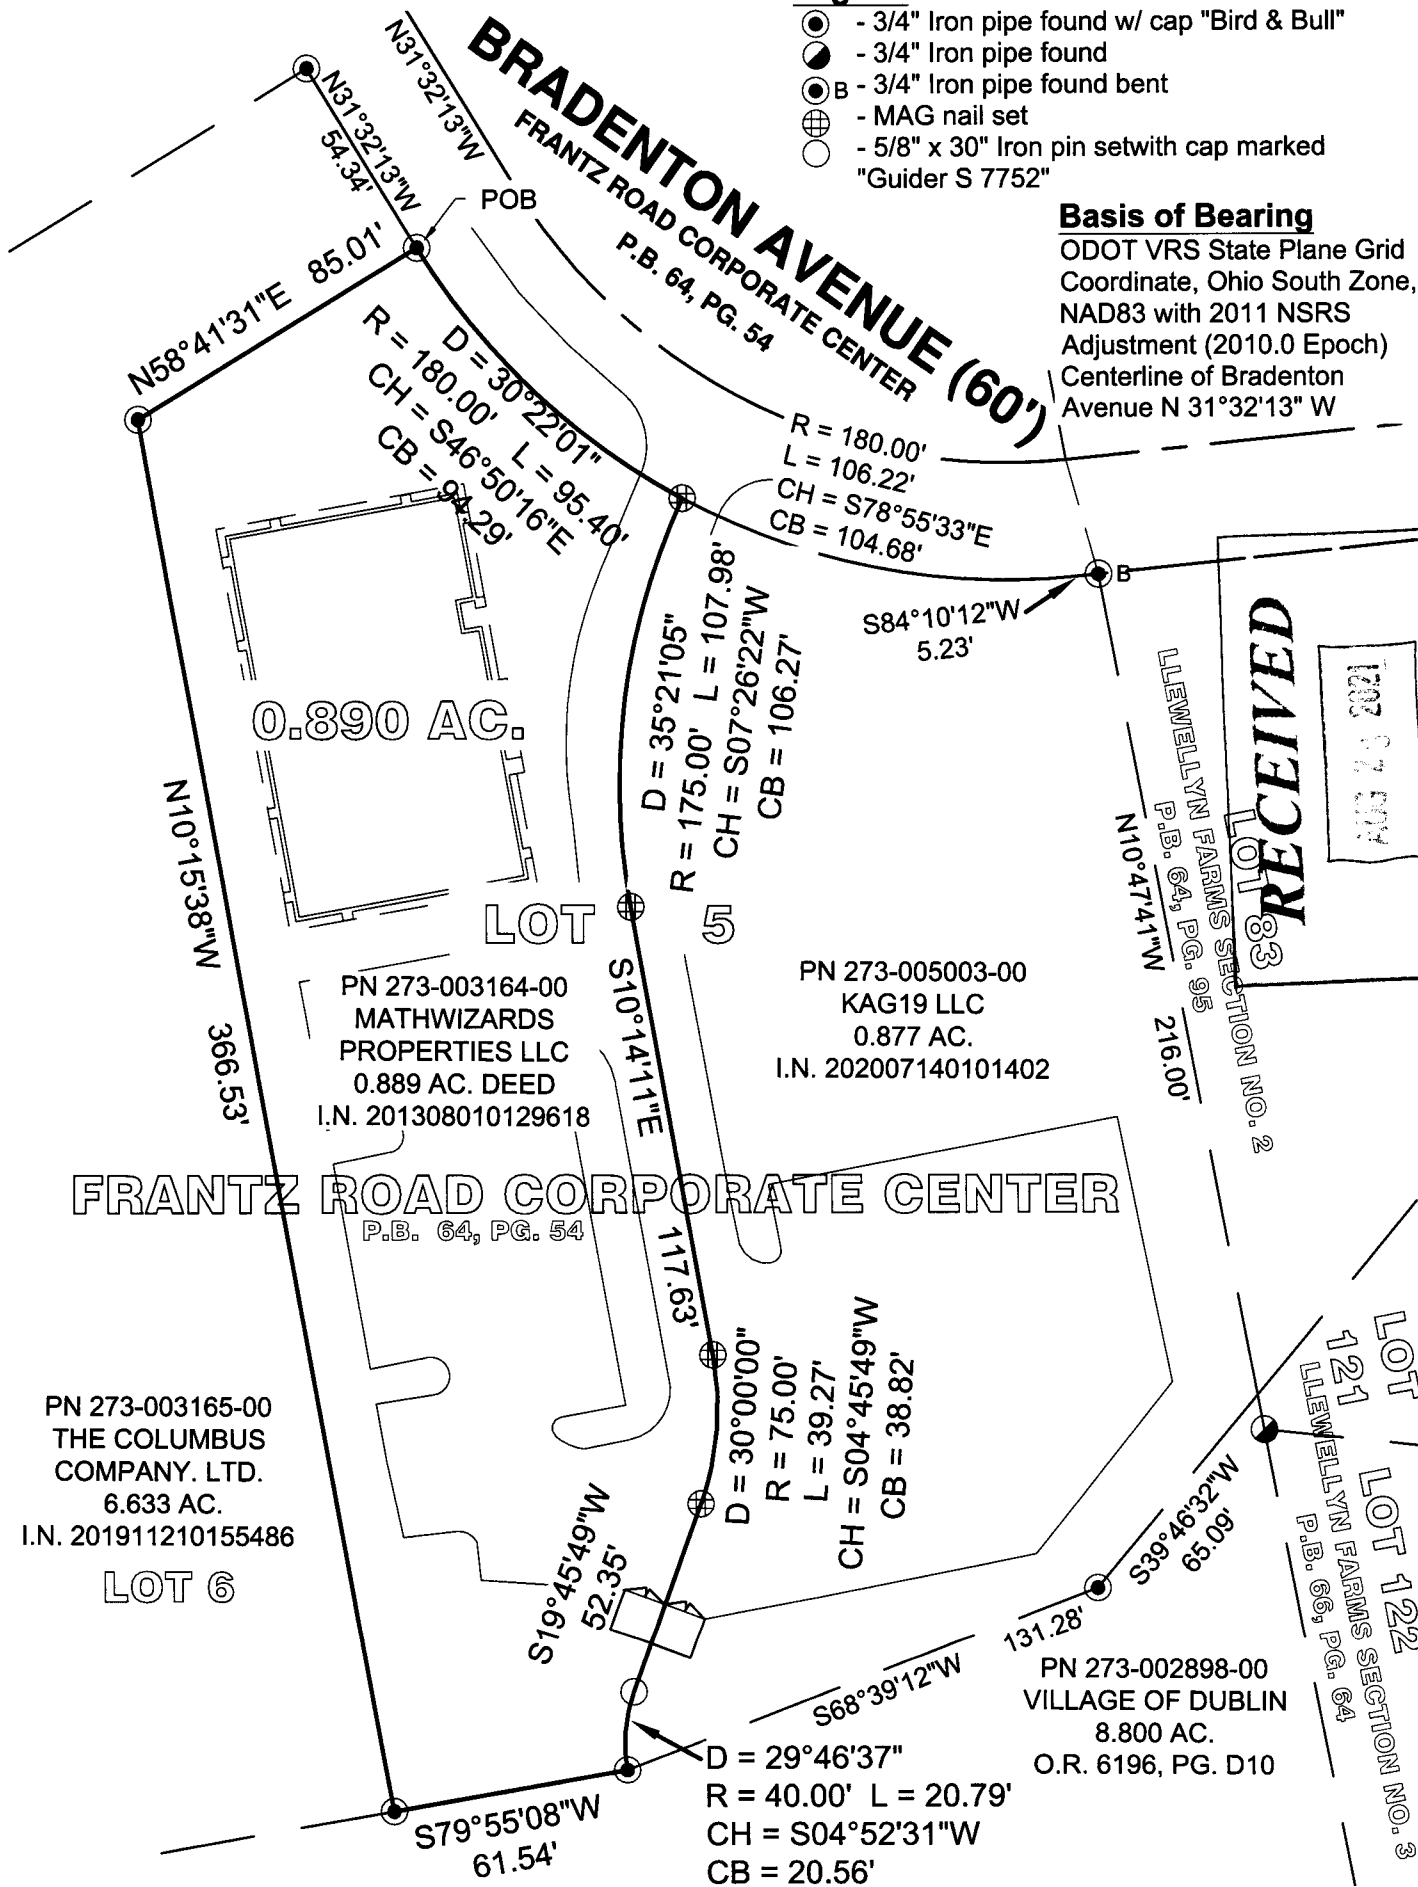 - 3/4" Iron pipe found w/ cap "Bird & Bull"
- 3/4" Iron pipe found
B - 3/4" Iron pipe found bent
- MAG nail set
- 5/8" x 30" Iron pin setwith cap marked
"Guider S 7752"
Basis of Bearing
ODOT VRS State Plane Grid
Coordinate, Ohio South Zone,
NAD83 with 2011 NSRS
Adjustment (2010.0 Epoch)
Centerline of Bradenton
Avenue N 31°32'13" W
BRADENTON AVENUE (60')
FRANTZ ROAD CORPORATE CENTER
P.B. 64, PG. 54
N31°32'13"W
N31°32'13"W
54.34'
POB
N58°41'31"E 85.01'
D = 30°22'01"
R = 180.00' L = 95.40'
CH = S46°50'16"E
CB = 94.29'
R = 180.00'
L = 106.22'
CH = S78°55'33"E
CB = 104.68'
B
S84°10'12"W
5.23'
D = 35°21'05"
R = 175.00' L = 107.98'
CH = S07°26'22"W
CB = 106.27'
0.890 AC.
N10°15'38"W
366.53'
LOT 5
PN 273-003164-00
MATHWIZARDS
PROPERTIES LLC
0.889 AC. DEED
I.N. 201308010129618
S10°14'11"E
117.63'
PN 273-005003-00
KAG19 LLC
0.877 AC.
I.N. 202007140101402
N10°47'41"W
216.00'
LLEWELLYN FARMS SECTION NO. 2
P.B. 64, PG. 95
LOT 83
RECEIVED
AUG 23 2021
FRANTZ ROAD CORPORATE CENTER
P.B. 64, PG. 54
D = 30°00'00"
R = 75.00'
L = 39.27'
CH = S04°45'49"W
CB = 38.82'
PN 273-003165-00
THE COLUMBUS
COMPANY. LTD.
6.633 AC.
I.N. 201911210155486
LOT 6
S19°45'49"W
52.35'
S39°46'32"W
65.09'
LOT
121
LOT 122
LLEWELLYN FARMS SECTION NO. 3
P.B. 66, PG. 64
S68°39'12"W
131.28'
PN 273-002898-00
VILLAGE OF DUBLIN
8.800 AC.
O.R. 6196, PG. D10
D = 29°46'37"
R = 40.00' L = 20.79'
CH = S04°52'31"W
CB = 20.56'
S79°55'08"W
61.54'